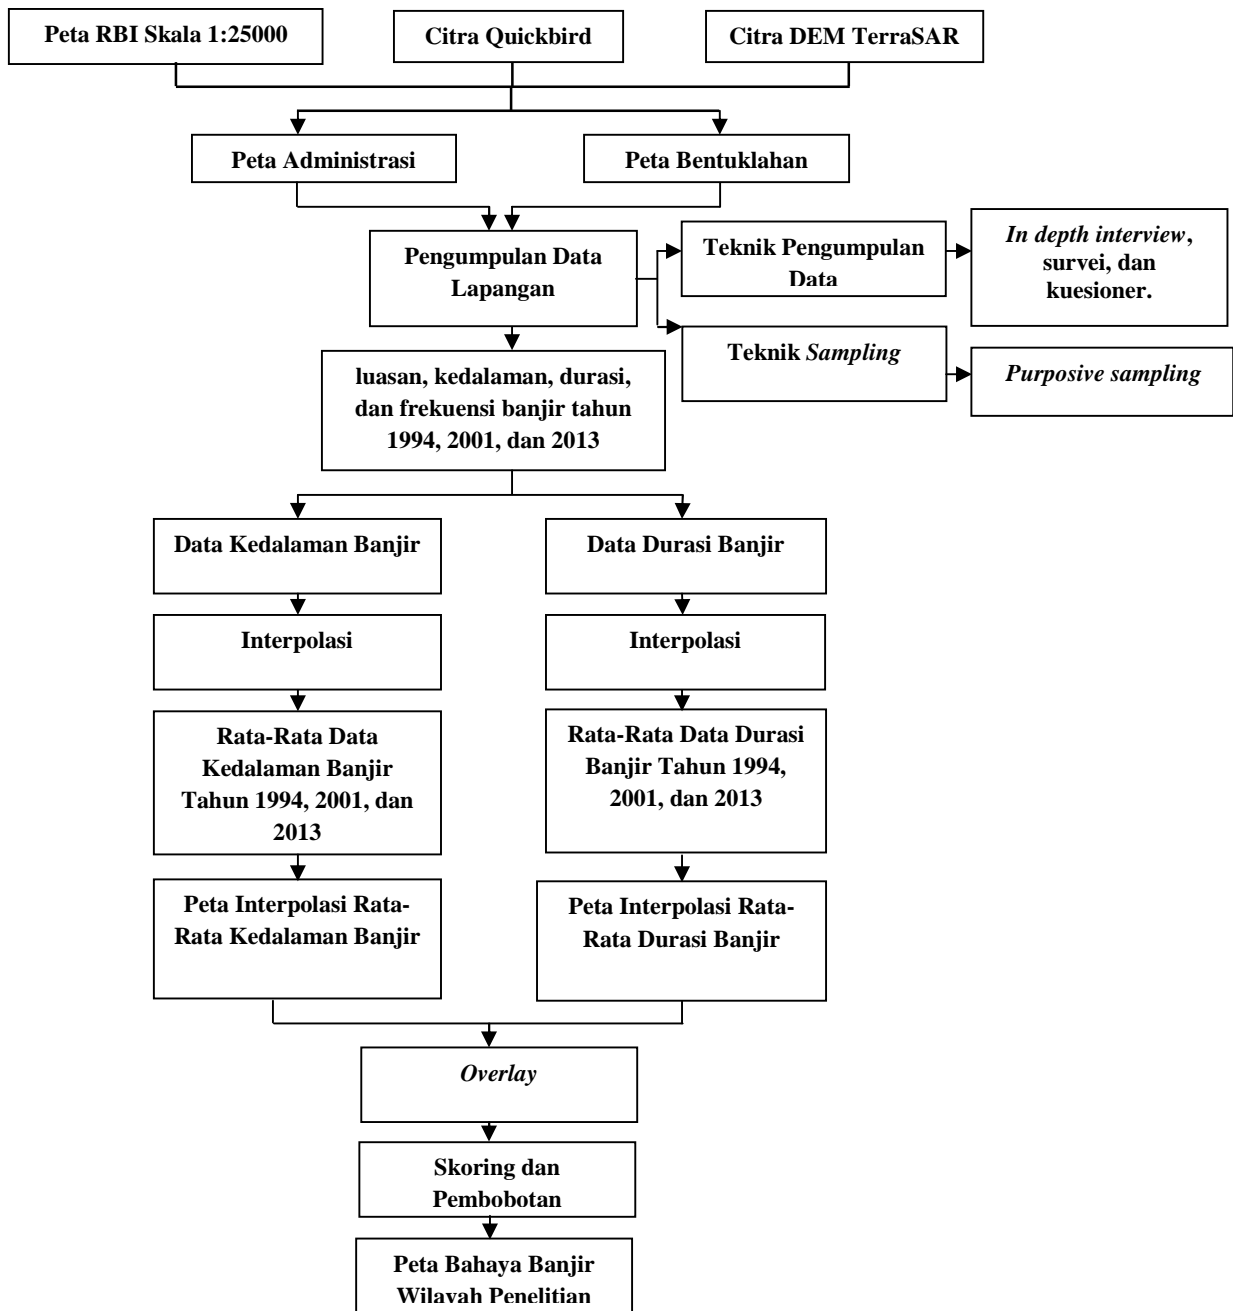 Peta RBI Skala 1:25000
Citra Quickbird
Citra DEM TerraSAR
Peta Administrasi
Peta Bentuklahan
Pengumpulan Data
Lapangan
Teknik Pengumpulan
Data
In depth interview,
survei, dan
kuesioner.
Teknik Sampling
Purposive sampling
luasan, kedalaman, durasi,
dan frekuensi banjir tahun
1994, 2001, dan 2013
Data Kedalaman Banjir
Data Durasi Banjir
Interpolasi
Interpolasi
Rata-Rata Data
Kedalaman Banjir
Tahun 1994, 2001, dan
2013
Rata-Rata Data Durasi
Banjir Tahun 1994,
2001, dan 2013
Peta Interpolasi Rata-
Rata Kedalaman Banjir
Peta Interpolasi Rata-
Rata Durasi Banjir
Overlay
Skoring dan
Pembobotan
Peta Bahaya Banjir
Wilayah Penelitian